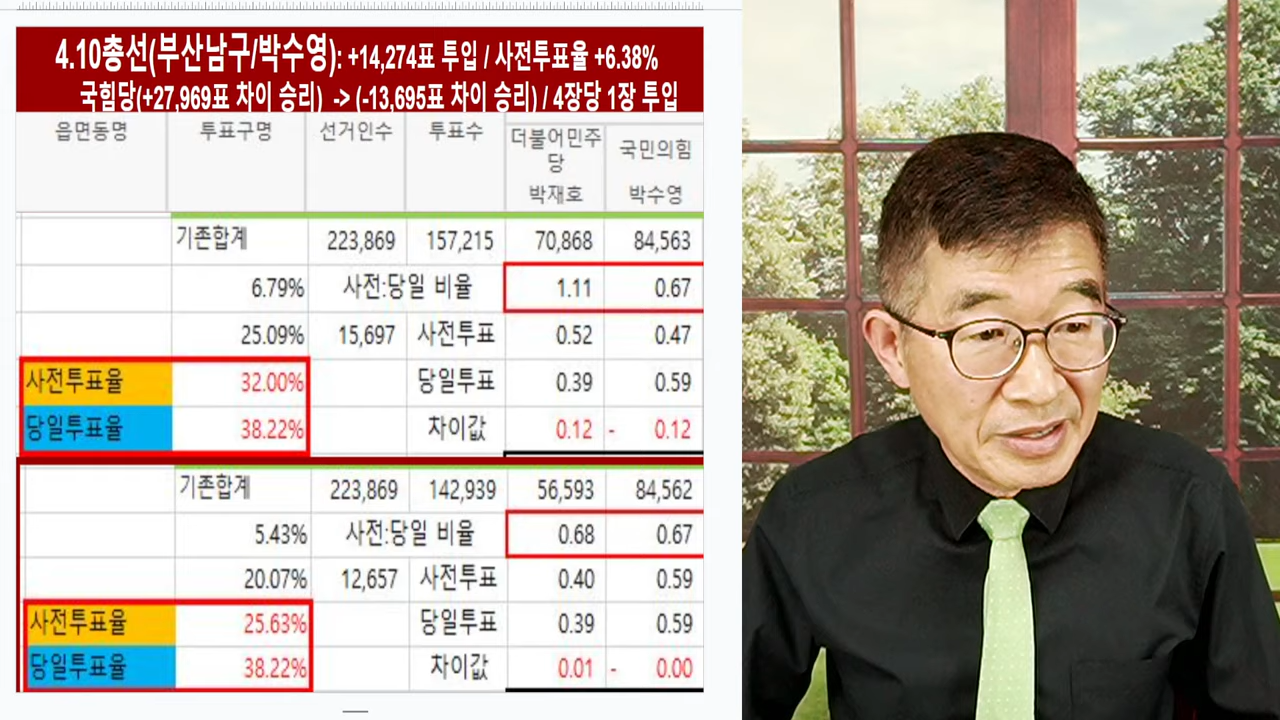 4.10총선(부산남구/박수영): +14,274표 투입 / 사전투표율 +6.38%
국힘당(+27,969표 차이 승리) -> (-13,695표 차이 승리) / 4장당 1장 투입
읍면동명 투표구명 선거인수 투표수 더불어민주당 박재호 국민의힘 박수영
기존합계 223,869 157,215 70,868 84,563
6.79% 사전:당일 비율 1.11 0.67
25.09% 15,697 사전투표 0.52 0.47
사전투표율 32.00% 당일투표 0.39 0.59
당일투표율 38.22% 차이값 0.12 - 0.12
기존합계 223,869 142,939 56,593 84,562
5.43% 사전:당일 비율 0.68 0.67
20.07% 12,657 사전투표 0.40 0.59
사전투표율 25.63% 당일투표 0.39 0.59
당일투표율 38.22% 차이값 0.01 - 0.00